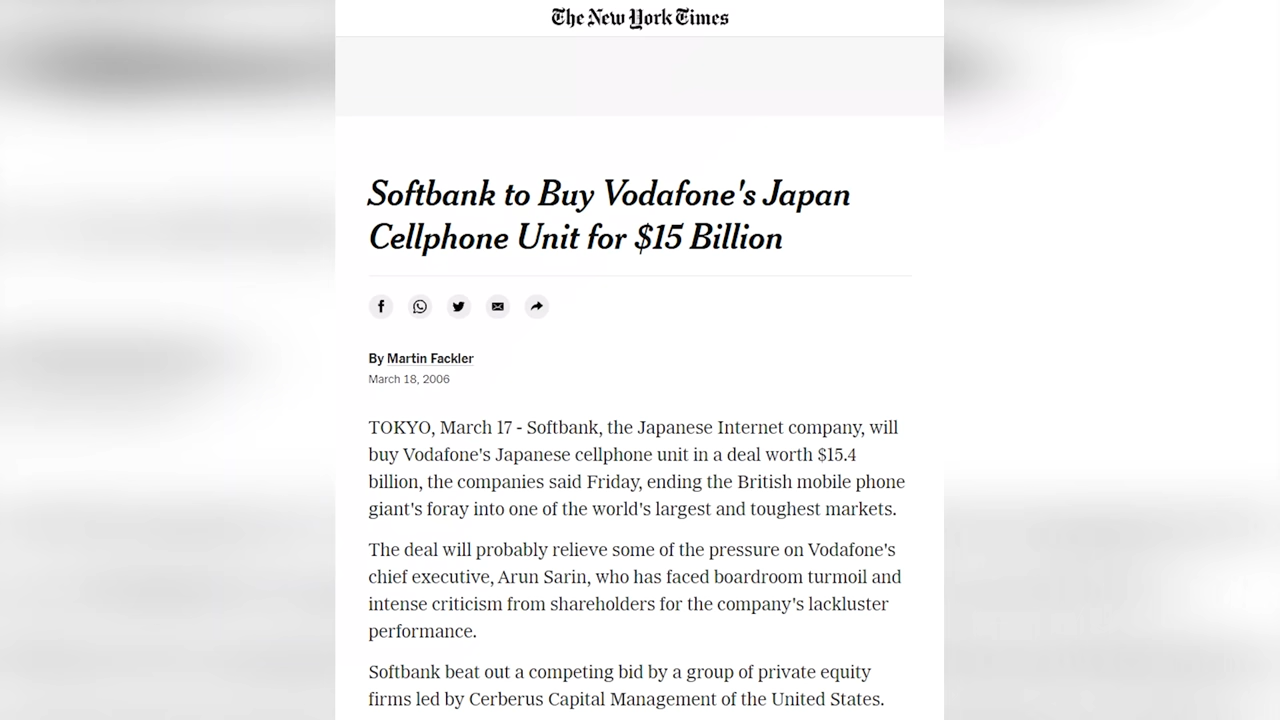 The New York Times
Softbank to Buy Vodafone's Japan
Cellphone Unit for $15 Billion
By Martin Fackler
March 18, 2006
TOKYO, March 17 - Softbank, the Japanese Internet company, will
buy Vodafone's Japanese cellphone unit in a deal worth $15.4
billion, the companies said Friday, ending the British mobile phone
giant's foray into one of the world's largest and toughest markets.
The deal will probably relieve some of the pressure on Vodafone's
chief executive, Arun Sarin, who has faced boardroom turmoil and
intense criticism from shareholders for the company's lackluster
performance.
Softbank beat out a competing bid by a group of private equity
firms led by Cerberus Capital Management of the United States.